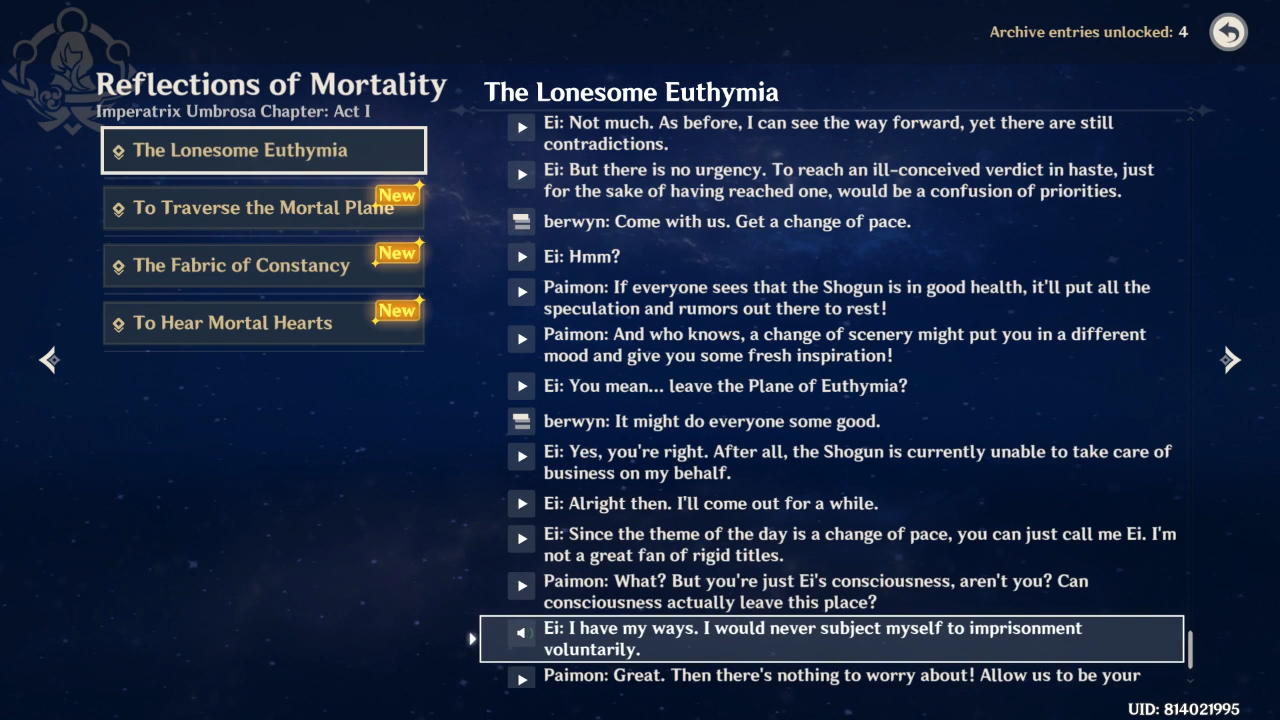 Archive entries unlocked: 4
Reflections of Mortality
Imperatrix Umbrosa Chapter: Act I
The Lonesome Euthymia
To Traverse the Mortal Plane
New
The Fabric of Constancy
New
To Hear Mortal Hearts
New
The Lonesome Euthymia
Ei: Not much. As before, I can see the way forward, yet there are still
contradictions.
Ei: But there is no urgency. To reach an ill-conceived verdict in haste, just
for the sake of having reached one, would be a confusion of priorities.
berwyn: Come with us. Get a change of pace.
Ei: Hmm?
Paimon: If everyone sees that the Shogun is in good health, it'll put all the
speculation and rumors out there to rest!
Paimon: And who knows, a change of scenery might put you in a different
mood and give you some fresh inspiration!
Ei: You mean... leave the Plane of Euthymia?
berwyn: It might do everyone some good.
Ei: Yes, you're right. After all, the Shogun is currently unable to take care of
business on my behalf.
Ei: Alright then. I'll come out for a while.
Ei: Since the theme of the day is a change of pace, you can just call me Ei. I'm
not a great fan of rigid titles.
Paimon: What? But you're just Ei's consciousness, aren't you? Can
consciousness actually leave this place?
Ei: I have my ways. I would never subject myself to imprisonment
voluntarily.
Paimon: Great. Then there's nothing to worry about! Allow us to be your
UID: 814021995